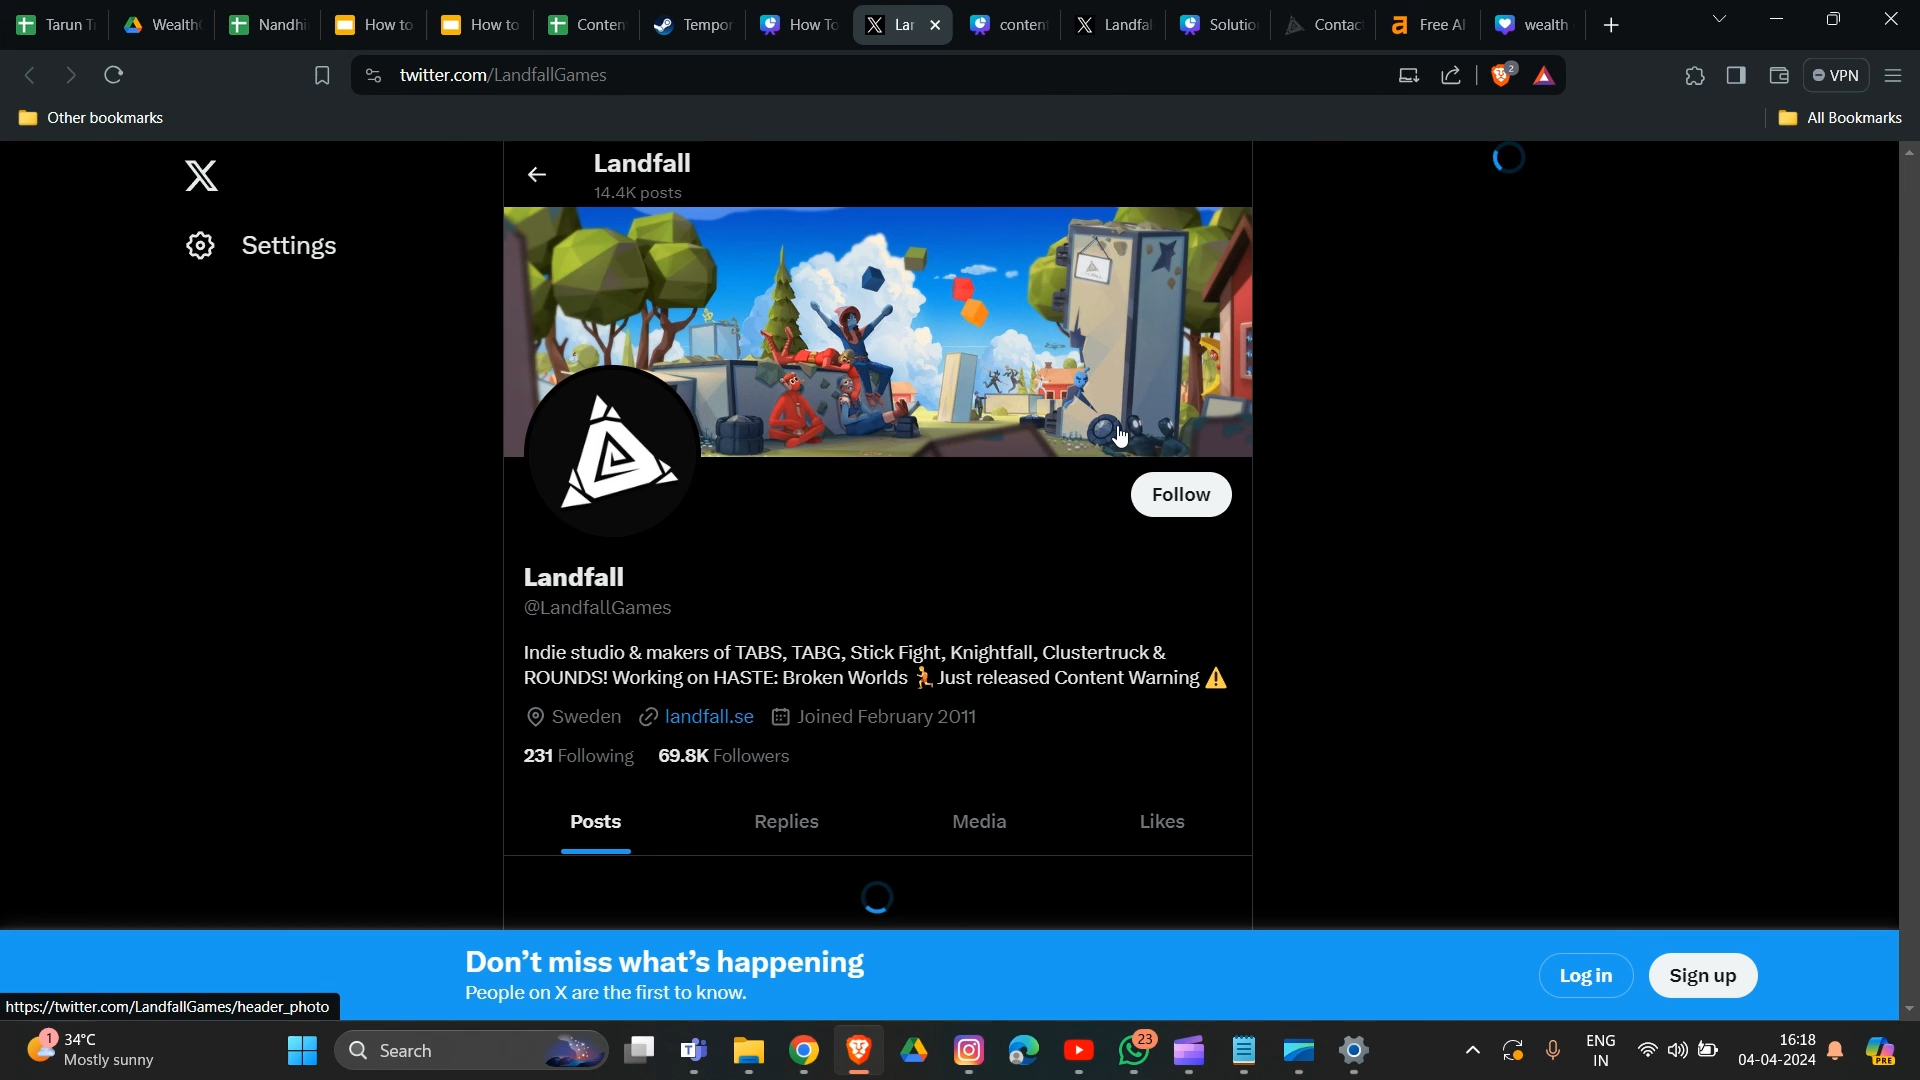 Tarun T
Wealth
Nandhi
How to
How to
Conten
Tempor
How To
Lar
conten
Landfal
Solutio
Contac
Free AI
wealth
twitter.com/LandfallGames
2
VPN
Other bookmarks
All Bookmarks
Landfall
14.4K posts
Settings
Follow
Landfall
@LandfallGames
Indie studio & makers of TABS, TABG, Stick Fight, Knightfall, Clustertruck &
ROUNDS! Working on HASTE: Broken Worlds 🏃 Just released Content Warning ⚠️
Sweden landfall.se Joined February 2011
231 Following 69.8K Followers
Posts Replies Media Likes
Don't miss what's happening
People on X are the first to know.
Log in
Sign up
https://twitter.com/LandfallGames/header_photo
1
34°C
Mostly sunny
Search
23
ENG
IN
16:18
04-04-2024
PRE